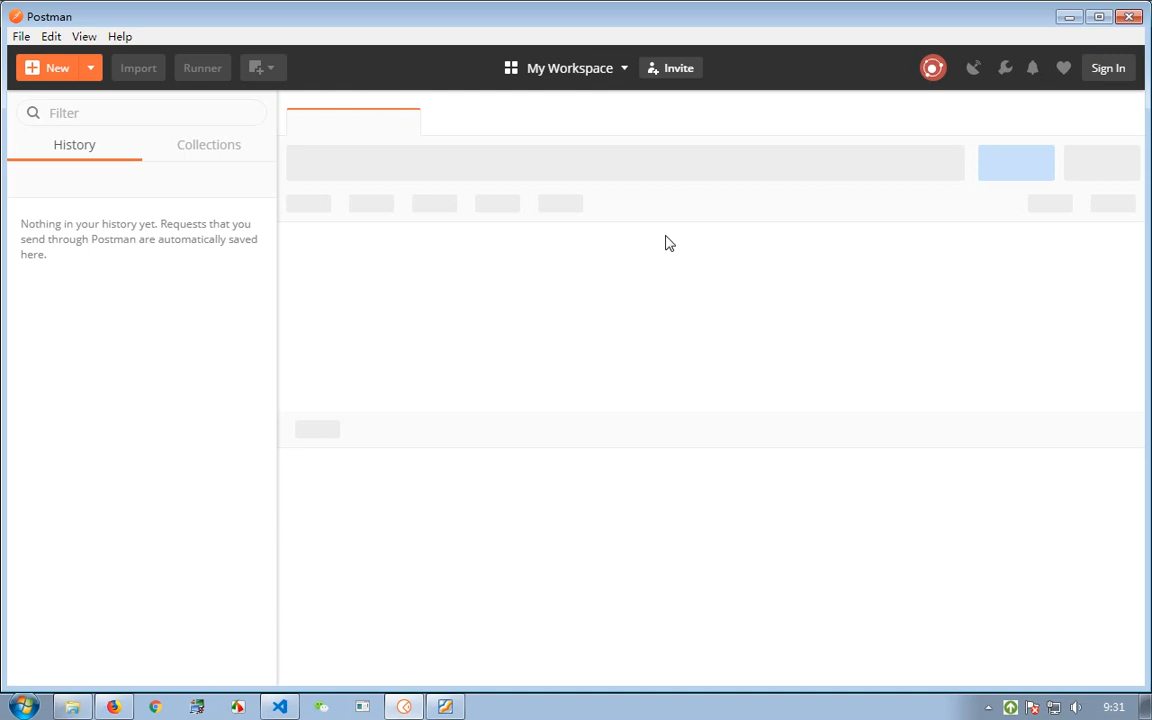 Postman
File Edit View Help
New Import Runner My Workspace Invite Sign In
Filter
History Collections
Nothing in your history yet. Requests that you
send through Postman are automatically saved
here.
9:31